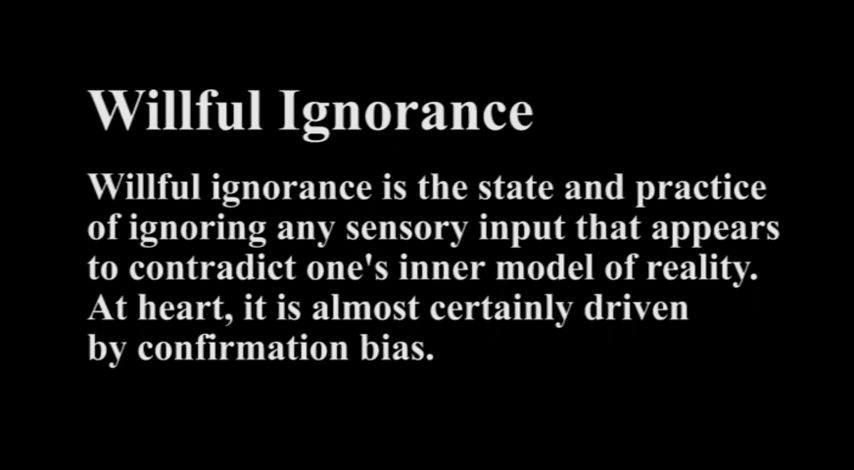 Willful Ignorance
Willful ignorance is the state and practice
of ignoring any sensory input that appears
to contradict one's inner model of reality.
At heart, it is almost certainly driven
by confirmation bias.